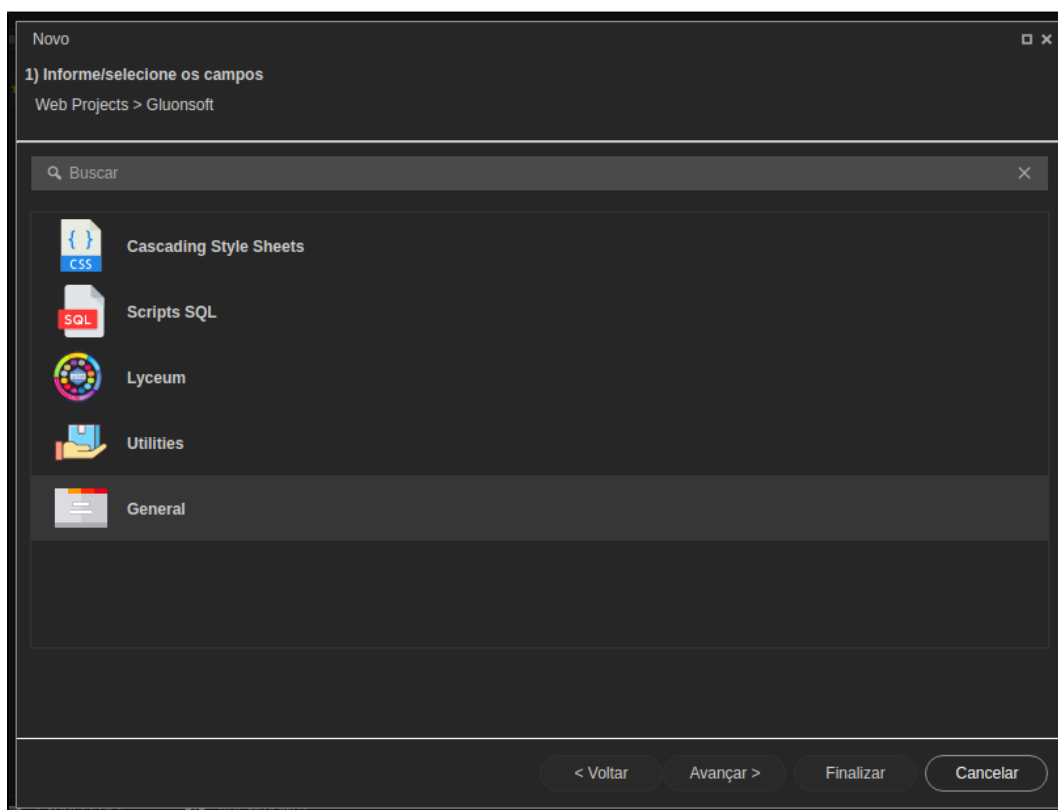 Novo
1) Informe/selecione os campos
Web Projects > Gluonsoft
Buscar
{ }
CSS
Cascading Style Sheets
SQL
Scripts SQL
Lyceum
Utilities
General
< Voltar
Avançar >
Finalizar
Cancelar